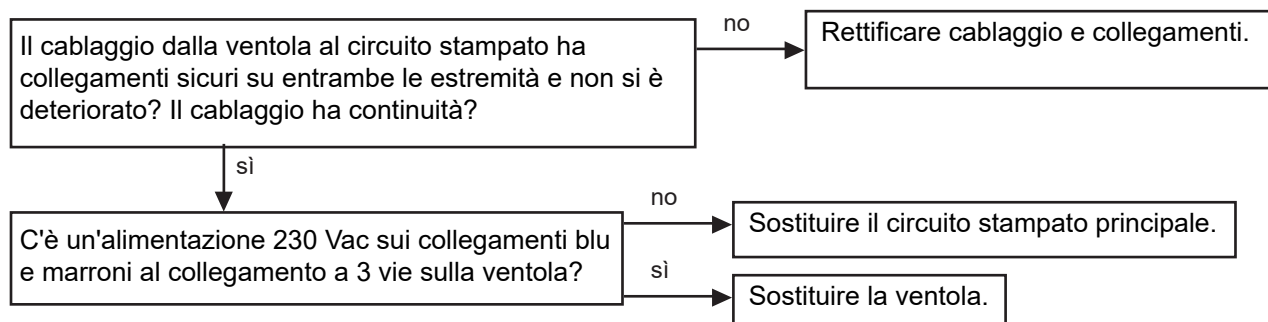 Il cablaggio dalla ventola al circuito stampato ha
collegamenti sicuri su entrambe le estremità e non si è
deteriorato? Il cablaggio ha continuità?
no
Rettificare cablaggio e collegamenti.
sì
C'è un'alimentazione 230 Vac sui collegamenti blu
e marroni al collegamento a 3 vie sulla ventola?
no
Sostituire il circuito stampato principale.
sì
Sostituire la ventola.